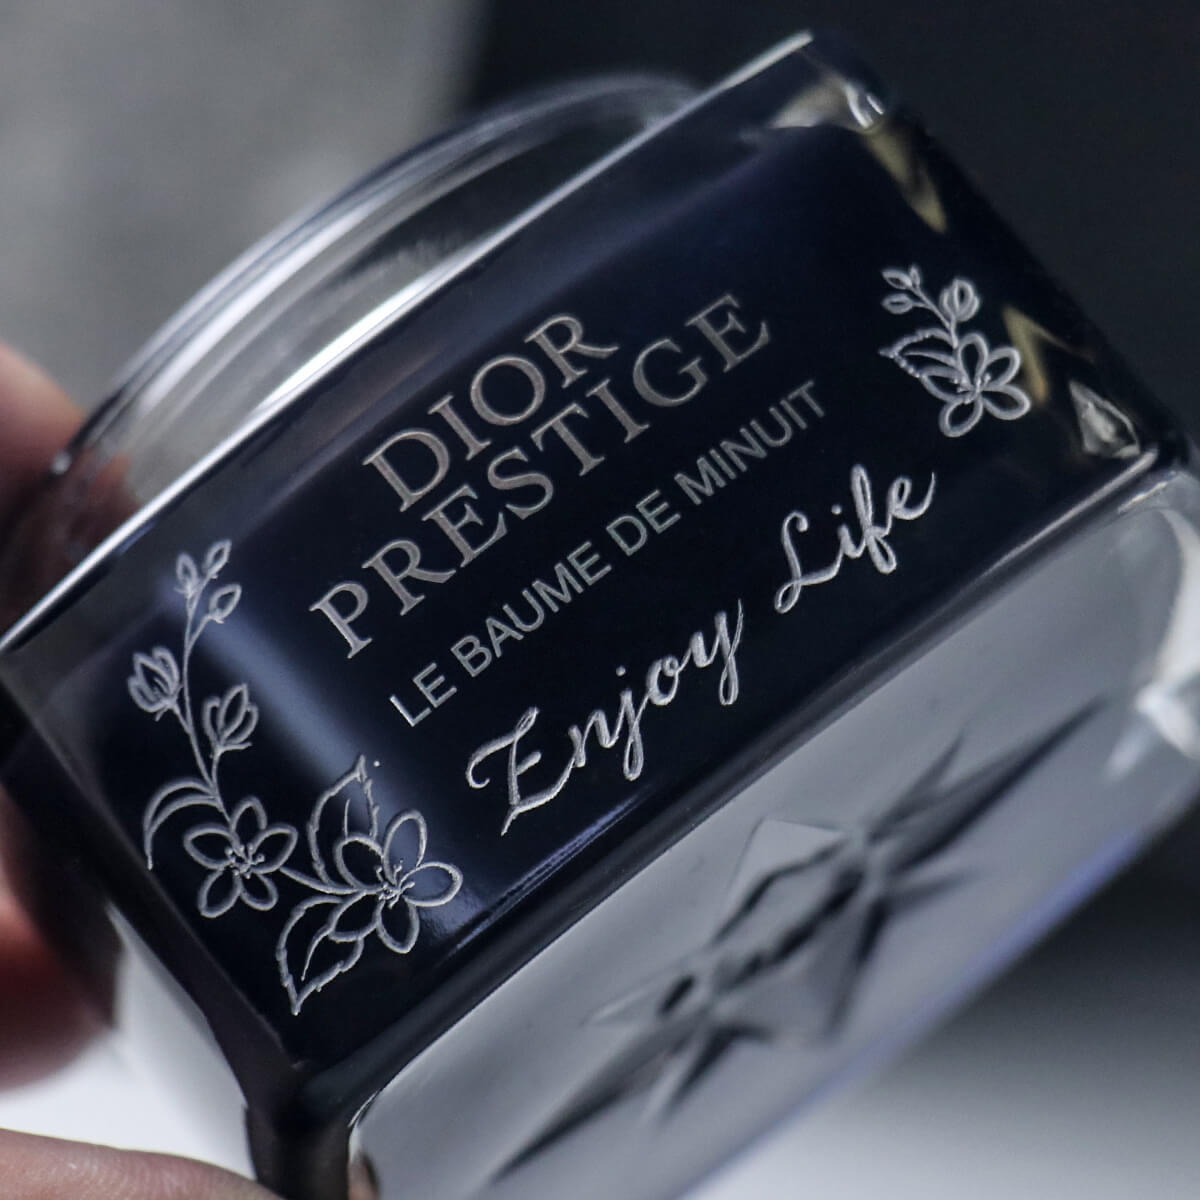 DIOR
PRESTIGE
LE BAUME DE MINUIT
Enjoy Life